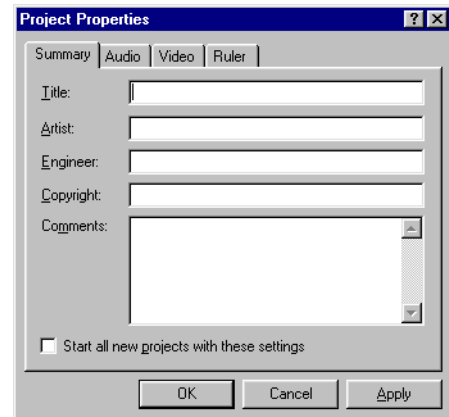 Project Properties
Summary Audio Video Ruler
Title:
Artist:
Engineer:
Copyright:
Comments:
Start all new projects with these settings
OK Cancel Apply